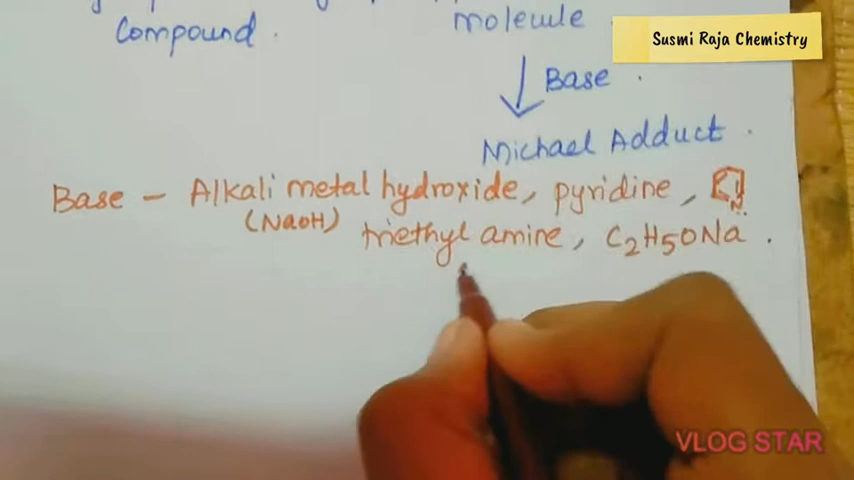 Compound.
molecule
Susmi Raja Chemistry
Base.
Michael Adduct.
Base - Alkali metal hydroxide, pyridine,
(NaOH) triethyl amine, C2H5ONa.
VLOG STAR